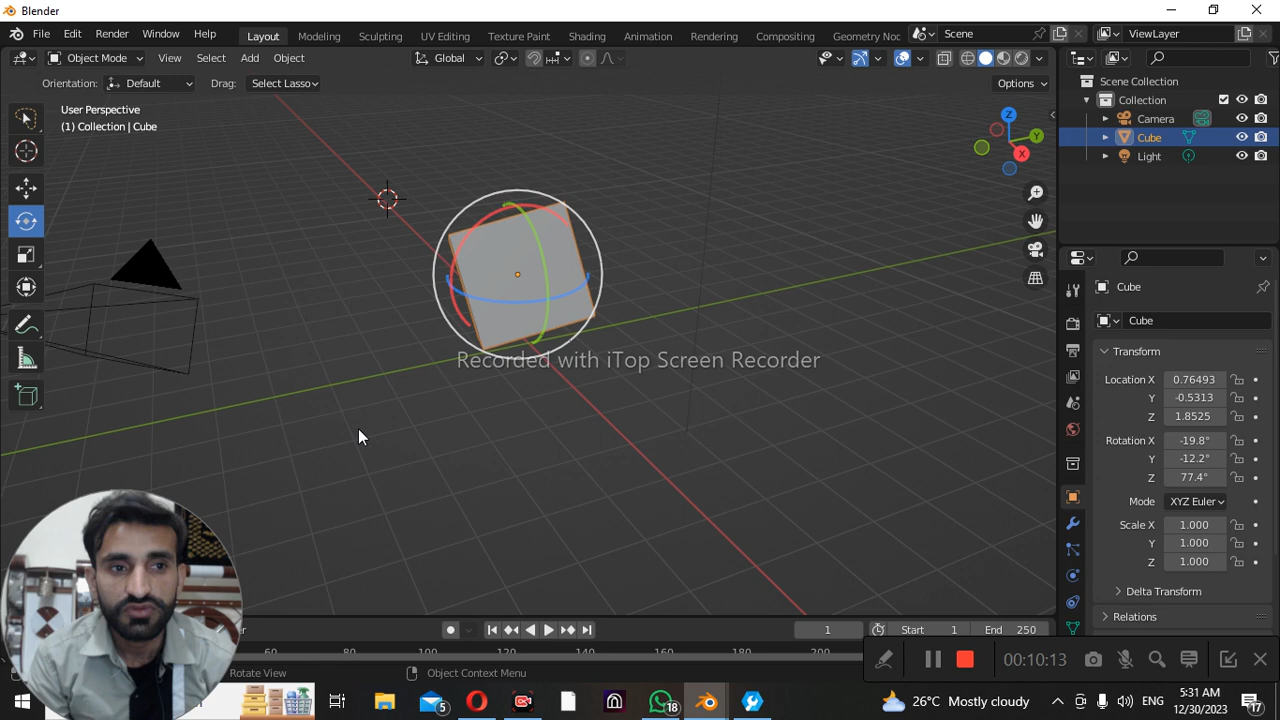 Blender
File Edit Render Window Help Layout Modeling Sculpting UV Editing Texture Paint Shading Animation Rendering Compositing Geometry Noc Scene ViewLayer
Object Mode View Select Add Object Global
Orientation: Default Drag: Select Lasso Options
User Perspective
(1) Collection | Cube
Z
Y
X
Scene Collection
Collection
Camera
Cube
Light
Cube
Cube
Transform
Location X 0.76493
Y -0.5313
Z 1.8525
Rotation X -19.8°
Y -12.2°
Z 77.4°
Mode XYZ Euler
Scale X 1.000
Y 1.000
Z 1.000
Delta Transform
Relations
Recorded with iTop Screen Recorder
1 Start 1 End 250
60 80 100 120 140 160 180 200
Rotate View Object Context Menu
00:10:13
5 18 26°C Mostly cloudy ENG 5:31 AM
12/30/2023 17